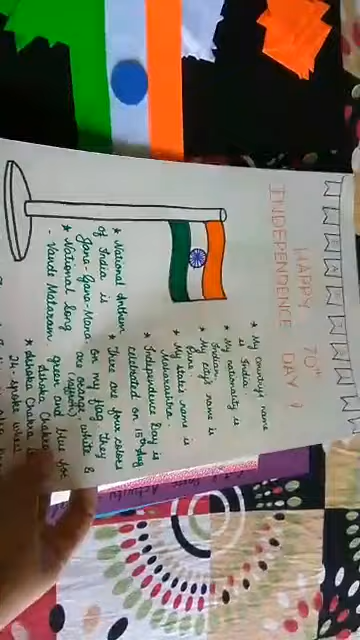 HAPPY 70th
INDEPENDENCE DAY!
* My country name
is India.
* My nationality is
Indian.
* My city's name is
Pune.
* My state's name is
Maharashtra.
* Independence Day is
celebrated on 15th Aug
* There are four colors
on my flag they
are orange, white &
green and blue for
Ashoka Chakra
* Ashoka Chakra
24 spoke wheel
* National Anthem
of India is
Jana-Gana-Mana.
* National Song
- Vande Mataram.